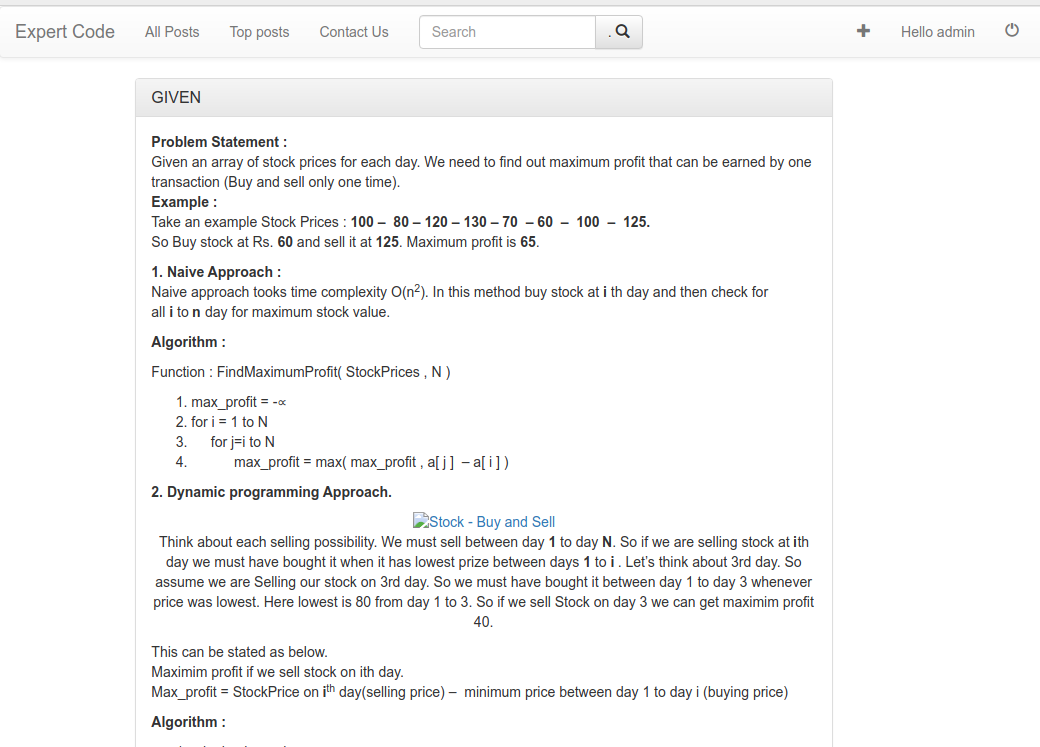 Expert Code All Posts Top posts Contact Us Search . Hello admin
GIVEN
Problem Statement :
Given an array of stock prices for each day. We need to find out maximum profit that can be earned by one
transaction (Buy and sell only one time).
Example :
Take an example Stock Prices : 100 – 80 – 120 – 130 – 70 – 60 – 100 – 125.
So Buy stock at Rs. 60 and sell it at 125. Maximum profit is 65.
1. Naive Approach :
Naive approach tooks time complexity O(n²). In this method buy stock at i th day and then check for
all i to n day for maximum stock value.
Algorithm :
Function : FindMaximumProfit( StockPrices , N )
1. max_profit = -∝
2. for i = 1 to N
3. for j=i to N
4. max_profit = max( max_profit , a[ j ] – a[ i ] )
2. Dynamic programming Approach.
Stock - Buy and Sell
Think about each selling possibility. We must sell between day 1 to day N. So if we are selling stock at ith
day we must have bought it when it has lowest prize between days 1 to i . Let’s think about 3rd day. So
assume we are Selling our stock on 3rd day. So we must have bought it between day 1 to day 3 whenever
price was lowest. Here lowest is 80 from day 1 to 3. So if we sell Stock on day 3 we can get maximim profit
40.
This can be stated as below.
Maximim profit if we sell stock on ith day.
Max_profit = StockPrice on iᵗʰ day(selling price) – minimum price between day 1 to day i (buying price)
Algorithm :